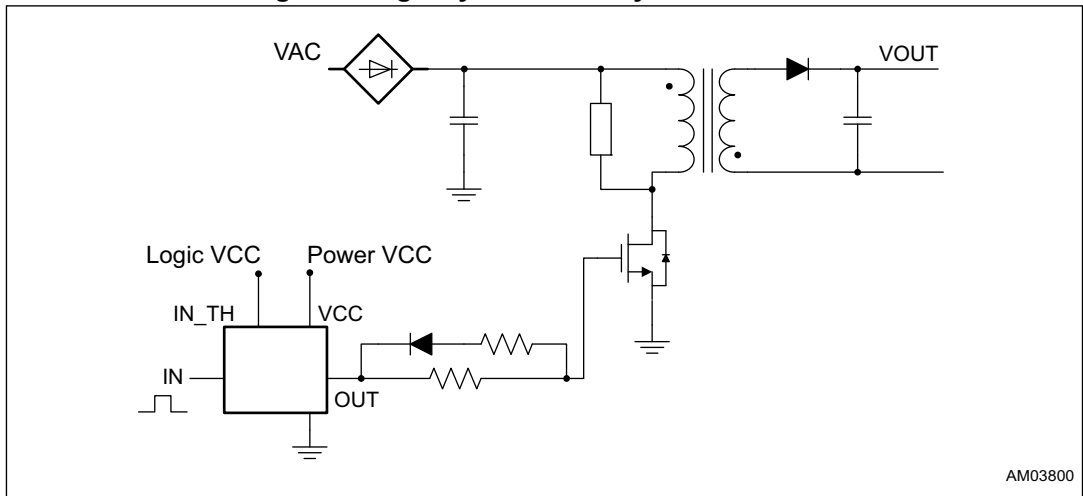 VAC
VOUT
Logic VCC
Power VCC
IN_TH
VCC
IN
OUT
AM03800